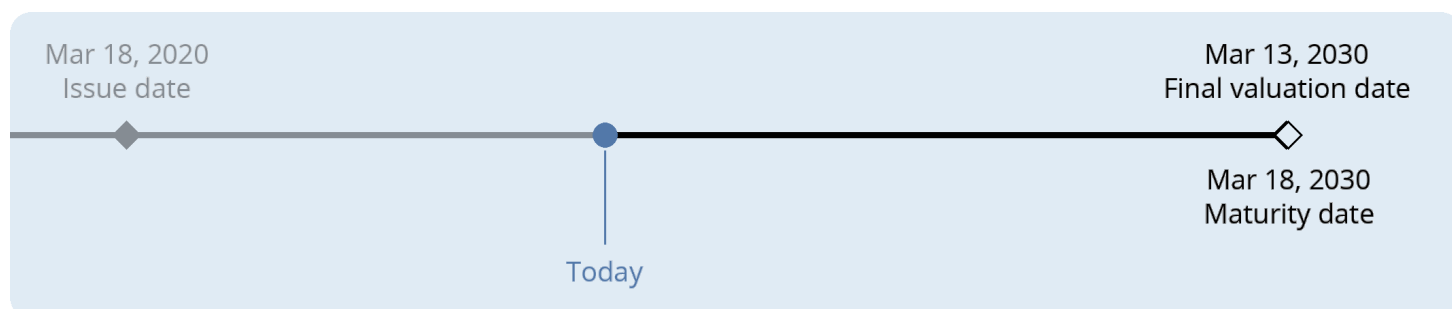 Mar 18, 2020
Issue date
Mar 13, 2030
Final valuation date
Mar 18, 2030
Maturity date
Today